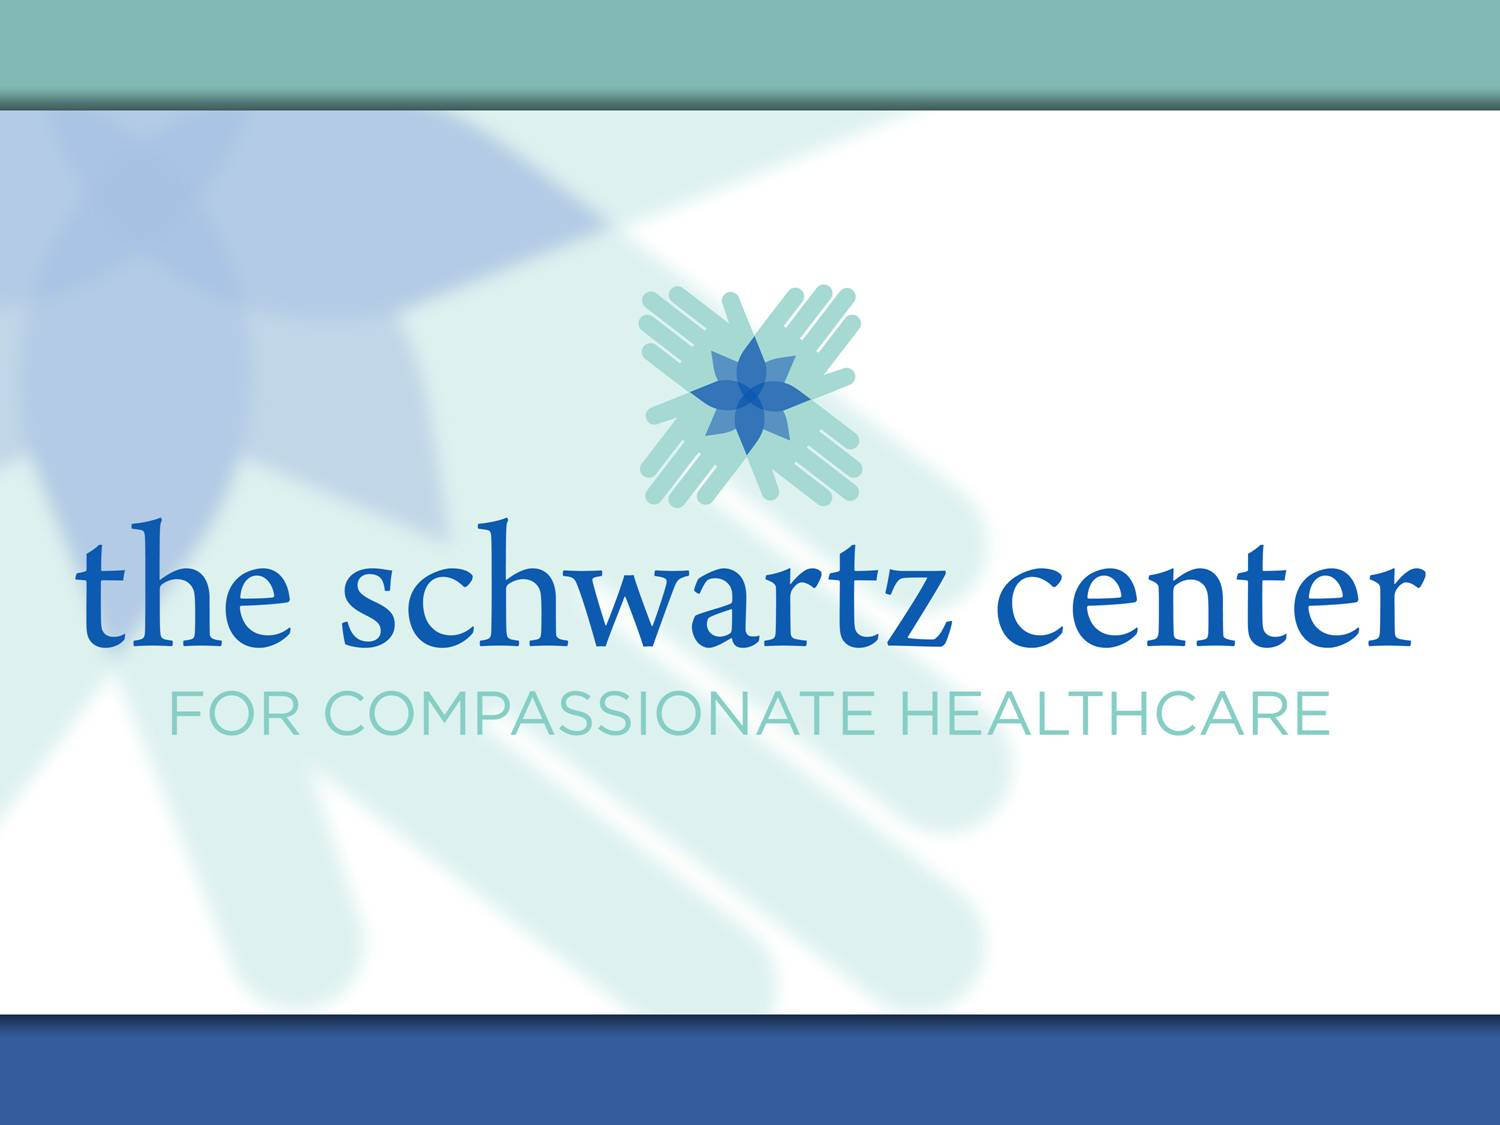 the schwartz center
FOR COMPASSIONATE HEALTHCARE